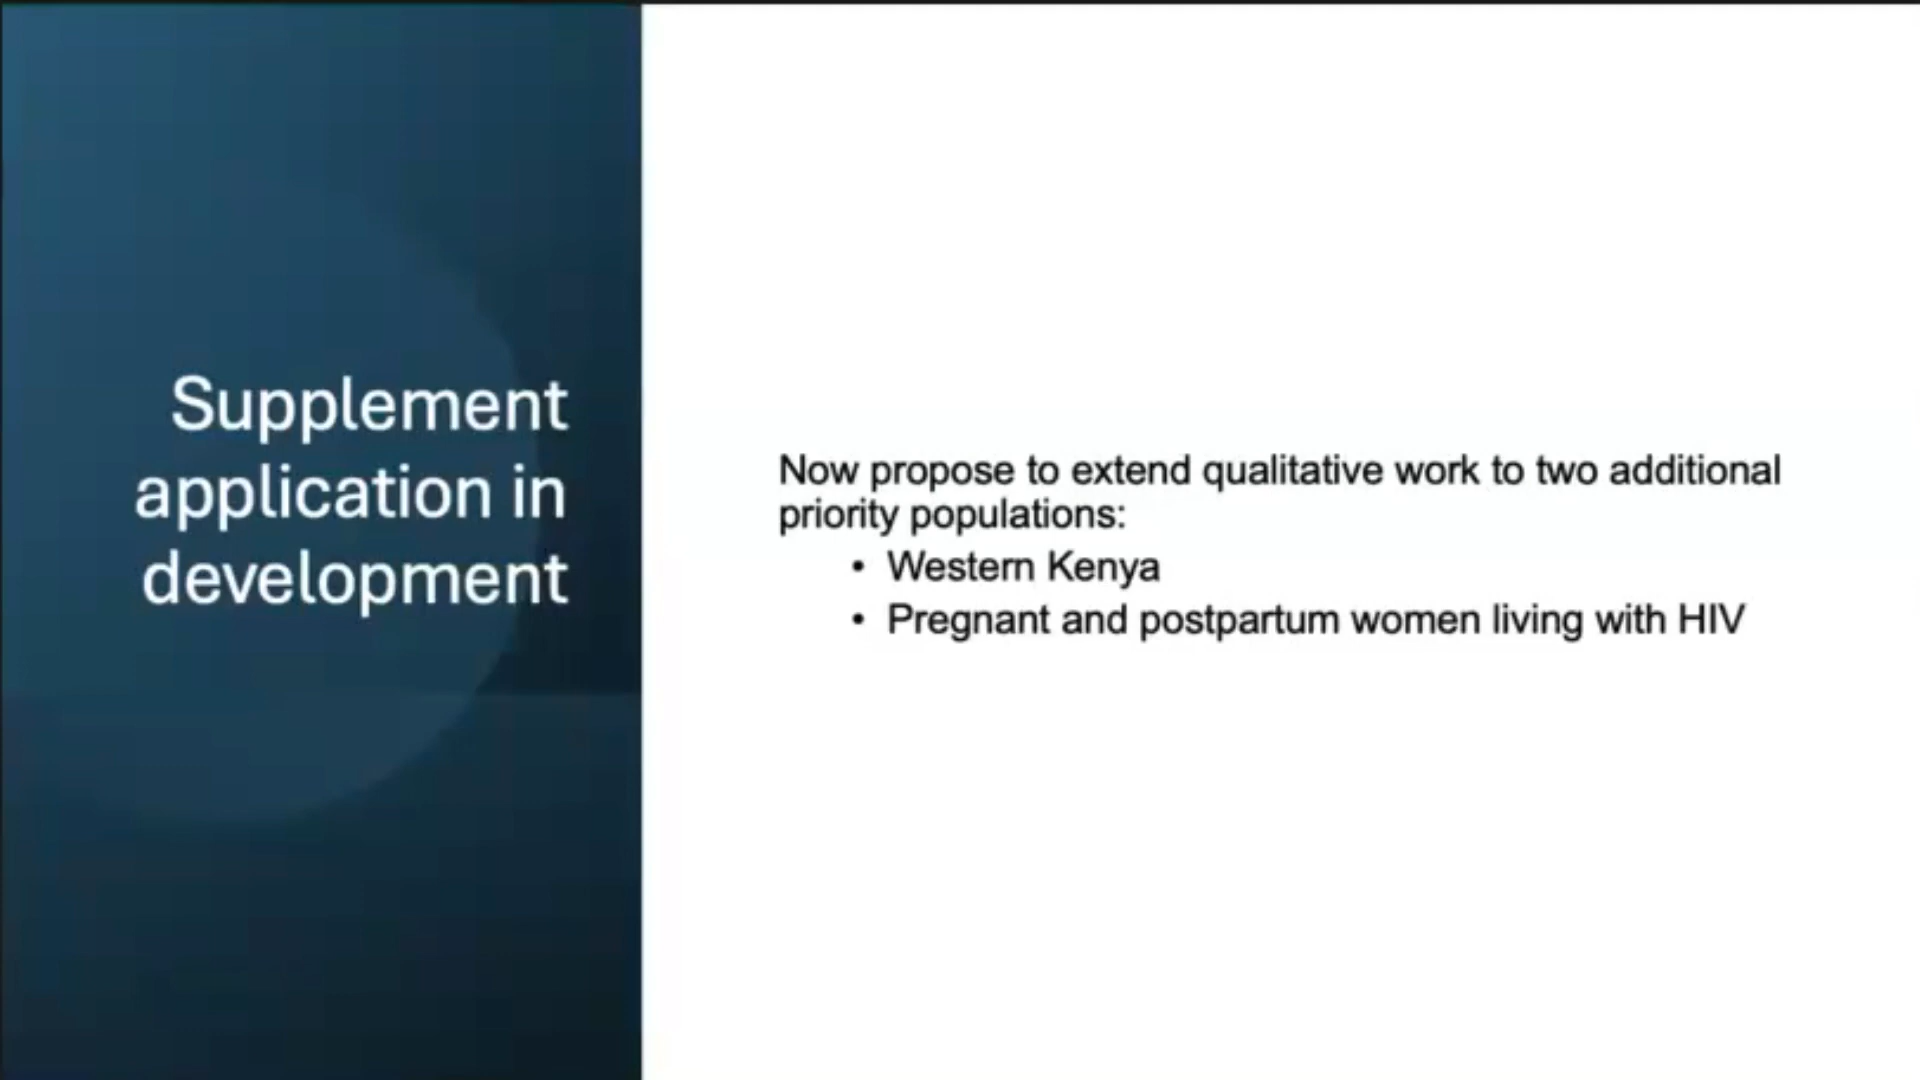 Supplement
application in
development
Now propose to extend qualitative work to two additional
priority populations:
• Western Kenya
• Pregnant and postpartum women living with HIV